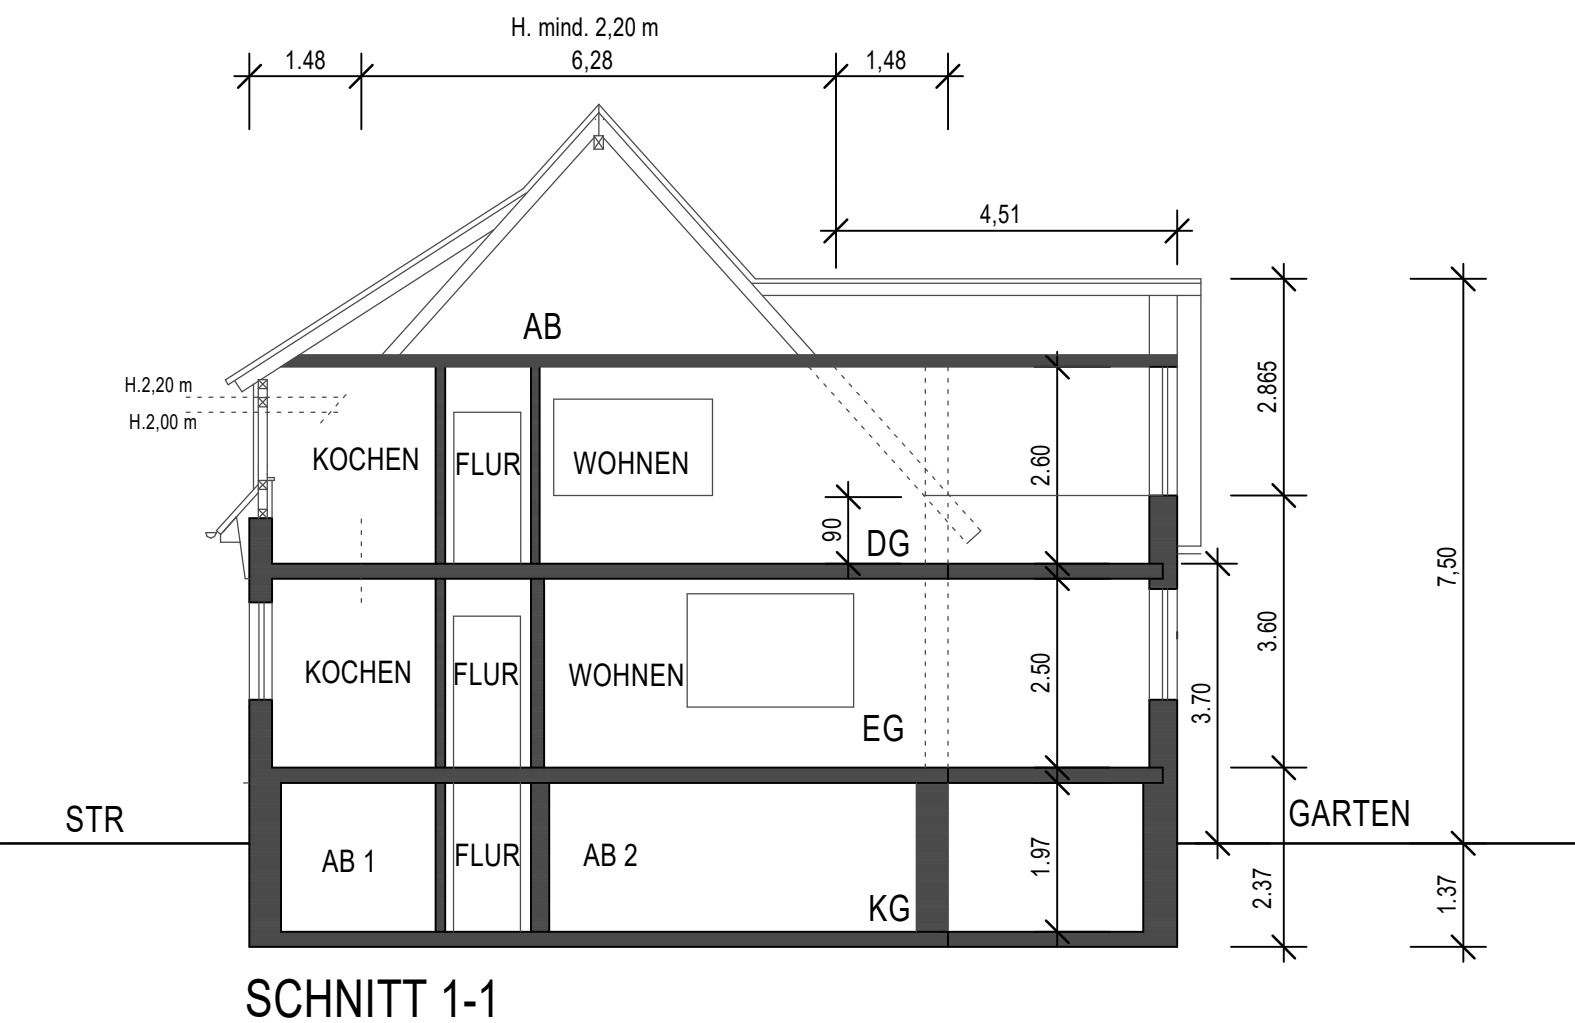 H. mind. 2,20 m
1.48
6,28
1,48
4,51
AB
H.2,20 m
H.2,00 m
KOCHEN
FLUR
WOHNEN
2.60
2.865
90
DG
7,50
KOCHEN
FLUR
WOHNEN
2.50
3.60
3.70
EG
STR
GARTEN
AB 1
FLUR
AB 2
1.97
KG
2.37
1.37
SCHNITT 1-1